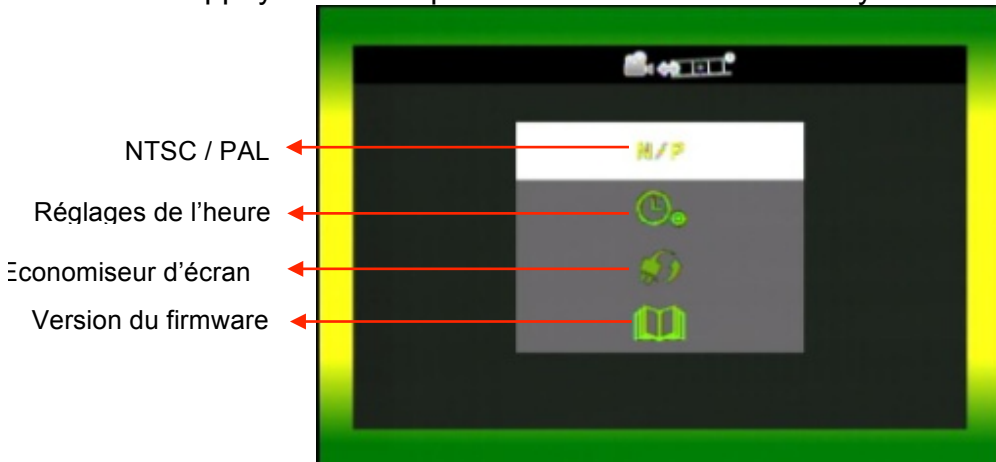 NTSC / PAL
N/P
Réglages de l'heure
Economiseur d'écran
Version du firmware